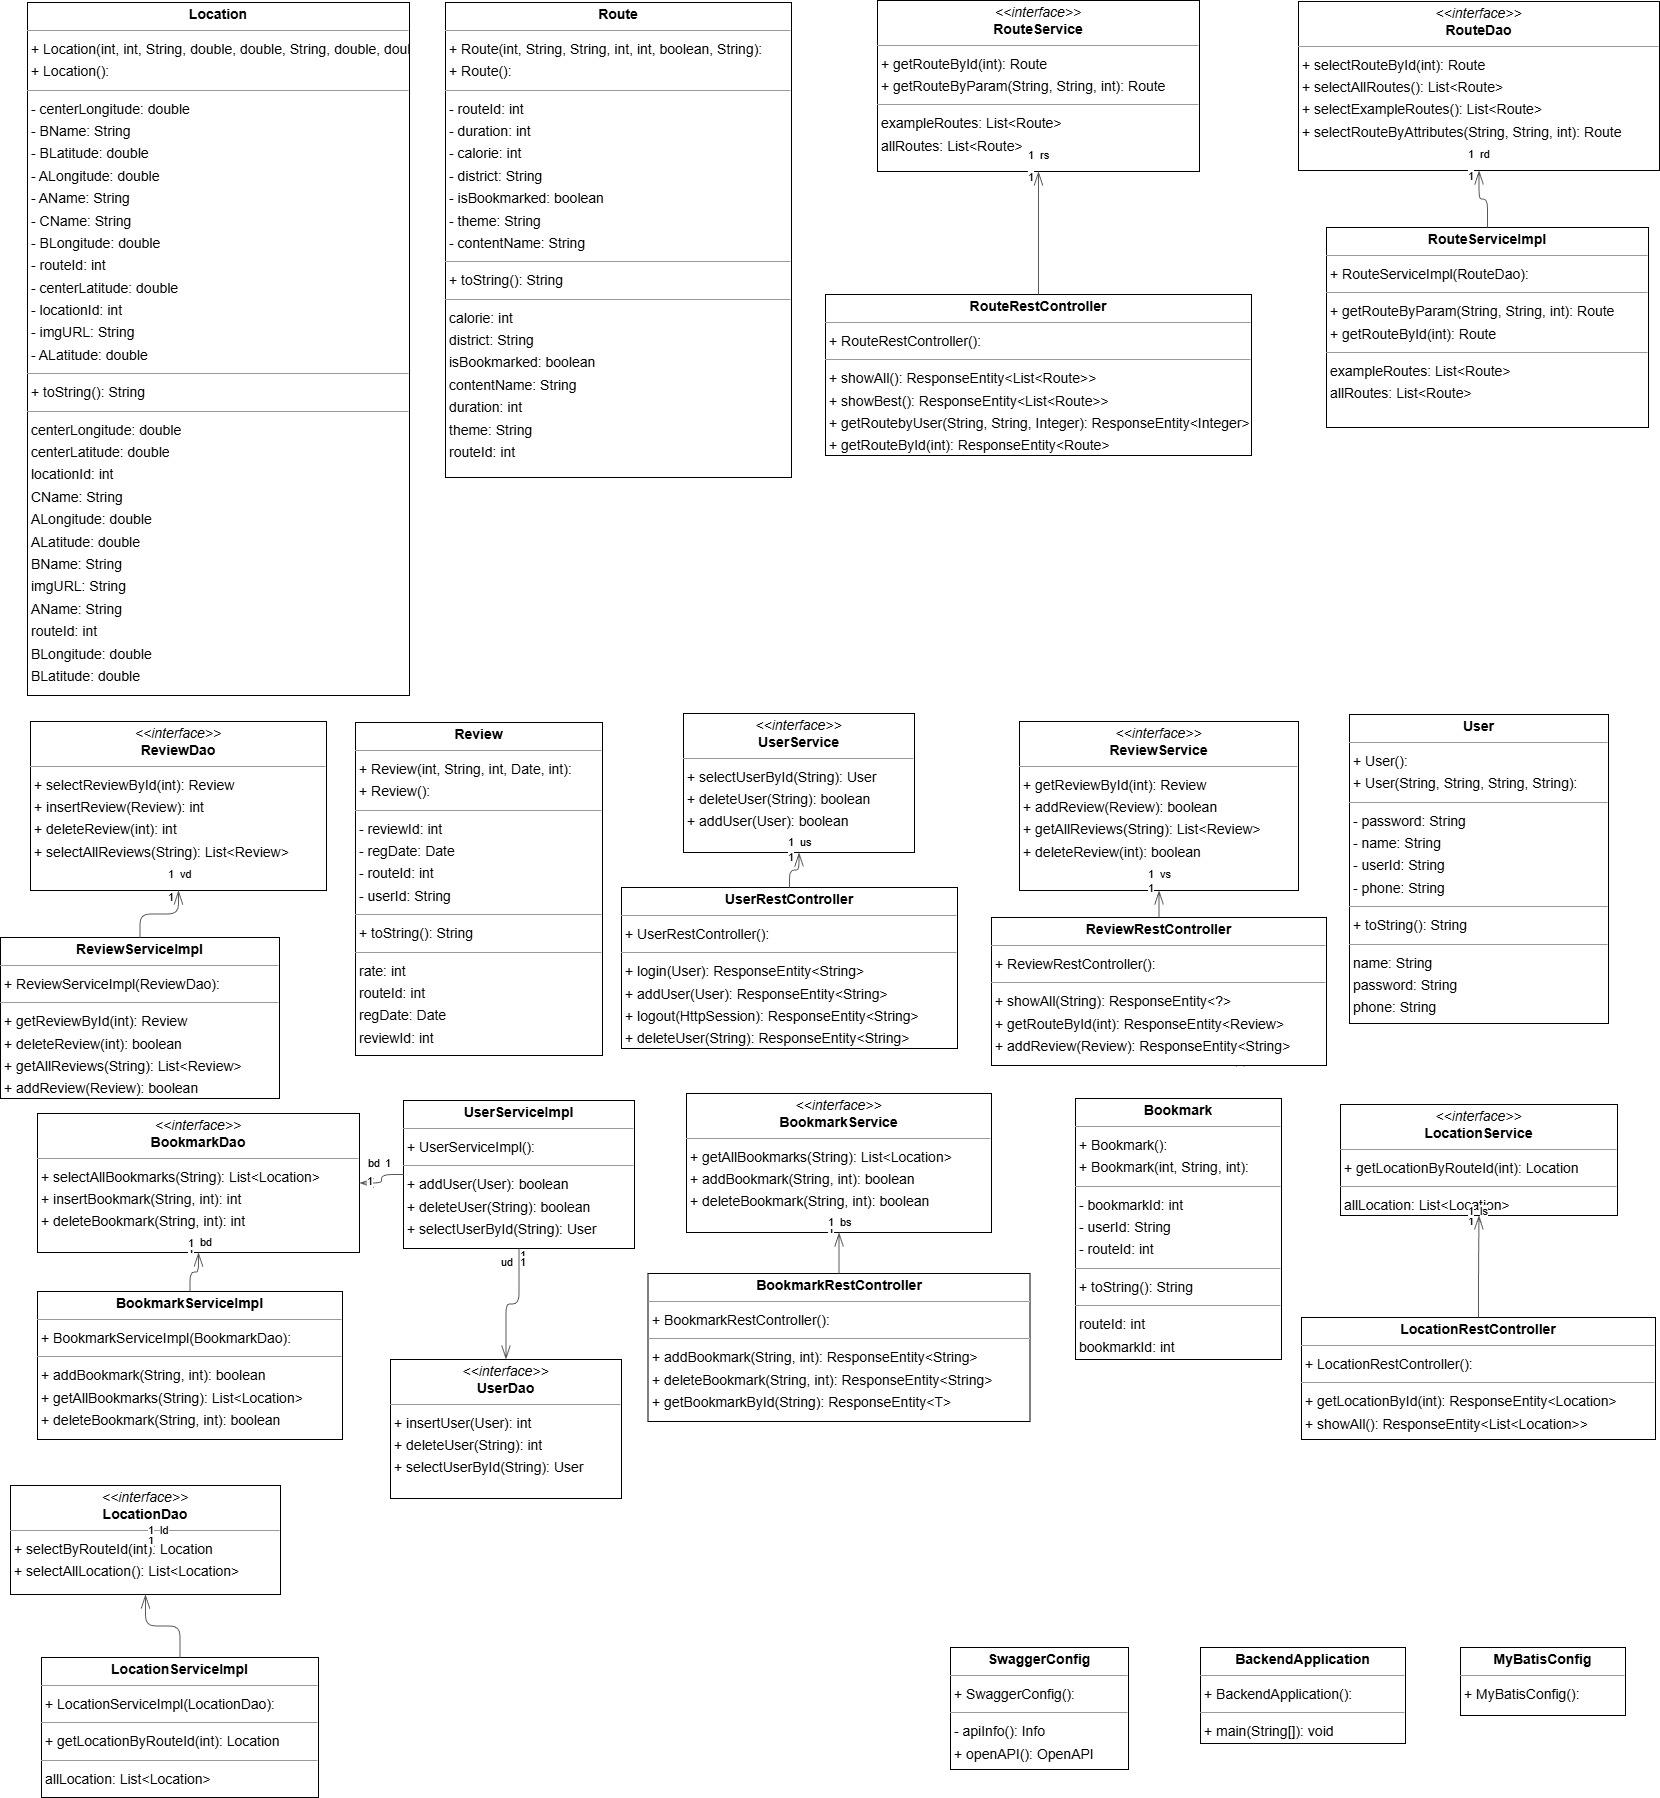 Location
+ Location(int, int, String, double, double, String, double, doul
+ Location():
- centerLongitude: double
- BName: String
- BLatitude: double
- ALongitude: double
- AName: String
- CName: String
- BLongitude: double
- routeId: int
- centerLatitude: double
- locationId: int
- imgURL: String
- ALatitude: double
+ toString(): String
centerLongitude: double
centerLatitude: double
locationId: int
CName: String
ALongitude: double
ALatitude: double
BName: String
imgURL: String
AName: String
routeId: int
BLongitude: double
BLatitude: double
Route
+ Route(int, String, String, int, int, boolean, String):
+ Route():
- routeId: int
- duration: int
- calorie: int
- district: String
- isBookmarked: boolean
- theme: String
- contentName: String
+ toString(): String
calorie: int
district: String
isBookmarked: boolean
contentName: String
duration: int
theme: String
routeId: int
<<interface>>
RouteService
+ getRouteById(int): Route
+ getRouteByParam(String, String, int): Route
exampleRoutes: List<Route>
allRoutes: List<Route>
1 rs
1
RouteRestController
+ RouteRestController():
+ showAll(): ResponseEntity<List<Route>>
+ showBest(): ResponseEntity<List<Route>>
+ getRoutebyUser(String, String, Integer): ResponseEntity<Integer>
+ getRouteById(int): ResponseEntity<Route>
<<interface>>
RouteDao
+ selectRouteById(int): Route
+ selectAllRoutes(): List<Route>
+ selectExampleRoutes(): List<Route>
+ selectRouteByAttributes(String, String, int): Route
1 rd
1
RouteServiceImpl
+ RouteServiceImpl(RouteDao):
+ getRouteByParam(String, String, int): Route
+ getRouteById(int): Route
exampleRoutes: List<Route>
allRoutes: List<Route>
<<interface>>
ReviewDao
+ selectReviewById(int): Review
+ insertReview(Review): int
+ deleteReview(int): int
+ selectAllReviews(String): List<Review>
1 vd
1
ReviewServiceImpl
+ ReviewServiceImpl(ReviewDao):
+ getReviewById(int): Review
+ deleteReview(int): boolean
+ getAllReviews(String): List<Review>
+ addReview(Review): boolean
Review
+ Review(int, String, int, Date, int):
+ Review():
- reviewId: int
- regDate: Date
- routeId: int
- userId: String
+ toString(): String
rate: int
routeId: int
regDate: Date
reviewId: int
<<interface>>
UserService
+ selectUserById(String): User
+ deleteUser(String): boolean
+ addUser(User): boolean
1 us
1
UserRestController
+ UserRestController():
+ login(User): ResponseEntity<String>
+ addUser(User): ResponseEntity<String>
+ logout(HttpSession): ResponseEntity<String>
+ deleteUser(String): ResponseEntity<String>
<<interface>>
ReviewService
+ getReviewById(int): Review
+ addReview(Review): boolean
+ getAllReviews(String): List<Review>
+ deleteReview(int): boolean
1 vs
1
ReviewRestController
+ ReviewRestController():
+ showAll(String): ResponseEntity<?>
+ getRouteById(int): ResponseEntity<Review>
+ addReview(Review): ResponseEntity<String>
User
+ User():
+ User(String, String, String, String):
- password: String
- name: String
- userId: String
- phone: String
+ toString(): String
name: String
password: String
phone: String
<<interface>>
BookmarkDao
+ selectAllBookmarks(String): List<Location>
+ insertBookmark(String, int): int
+ deleteBookmark(String, int): int
1 bd
BookmarkServiceImpl
+ BookmarkServiceImpl(BookmarkDao):
+ addBookmark(String, int): boolean
+ getAllBookmarks(String): List<Location>
+ deleteBookmark(String, int): boolean
bd 1
1
UserServiceImpl
+ UserServiceImpl():
+ addUser(User): boolean
+ deleteUser(String): boolean
+ selectUserById(String): User
1
ud 1
<<interface>>
UserDao
+ insertUser(User): int
+ deleteUser(String): int
+ selectUserById(String): User
<<interface>>
BookmarkService
+ getAllBookmarks(String): List<Location>
+ addBookmark(String, int): boolean
+ deleteBookmark(String, int): boolean
1 bs
BookmarkRestController
+ BookmarkRestController():
+ addBookmark(String, int): ResponseEntity<String>
+ deleteBookmark(String, int): ResponseEntity<String>
+ getBookmarkById(String): ResponseEntity<T>
Bookmark
+ Bookmark():
+ Bookmark(int, String, int):
- bookmarkId: int
- userId: String
- routeId: int
+ toString(): String
routeId: int
bookmarkId: int
<<interface>>
LocationService
+ getLocationByRouteId(int): Location
allLocation: List<Location>
1 ls
1
LocationRestController
+ LocationRestController():
+ getLocationById(int): ResponseEntity<Location>
+ showAll(): ResponseEntity<List<Location>>
<<interface>>
LocationDao
1 ld
1
+ selectByRouteId(int): Location
+ selectAllLocation(): List<Location>
LocationServiceImpl
+ LocationServiceImpl(LocationDao):
+ getLocationByRouteId(int): Location
allLocation: List<Location>
SwaggerConfig
+ SwaggerConfig():
- apiInfo(): Info
+ openAPI(): OpenAPI
BackendApplication
+ BackendApplication():
+ main(String[]): void
MyBatisConfig
+ MyBatisConfig():